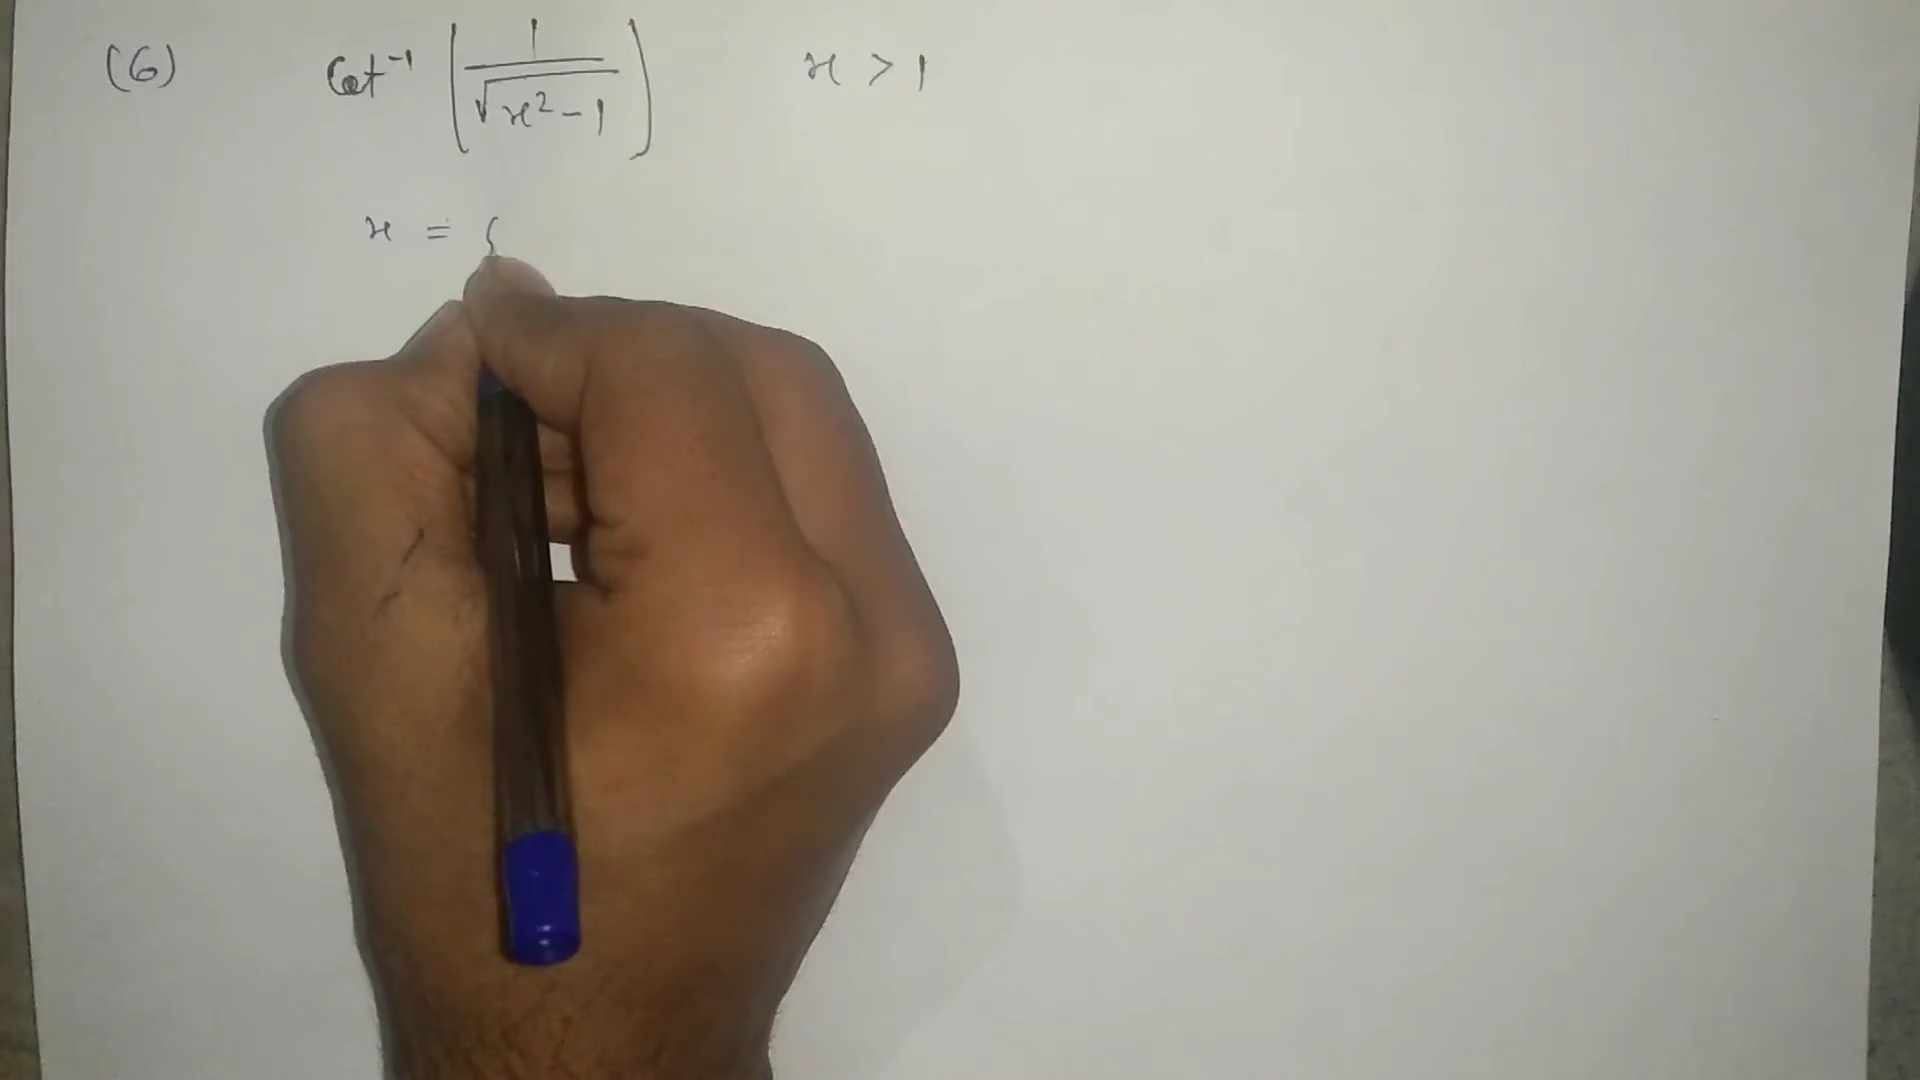 (6) Cot⁻¹ (1/√(x²-1)) x > 1
x = s